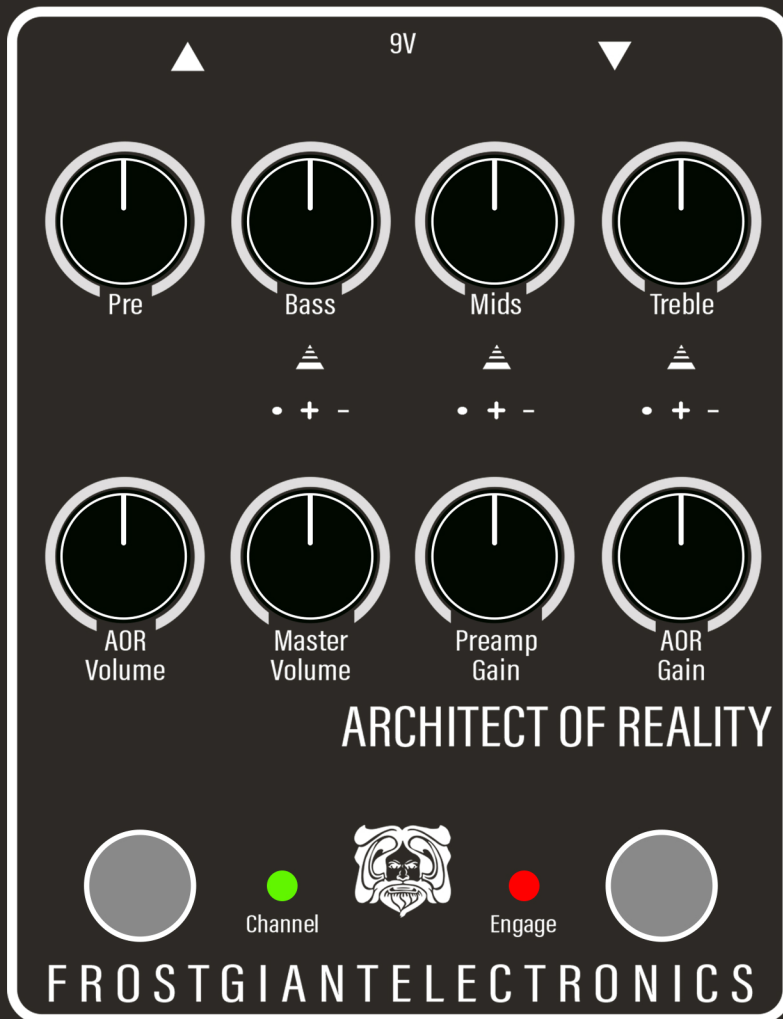 9V
Pre Bass Mids Treble
• + - • + - • + -
AOR Volume
Master Volume
Preamp Gain
AOR Gain
ARCHITECT OF REALITY
Channel Engage
FROSTGIANTELECTRONICS